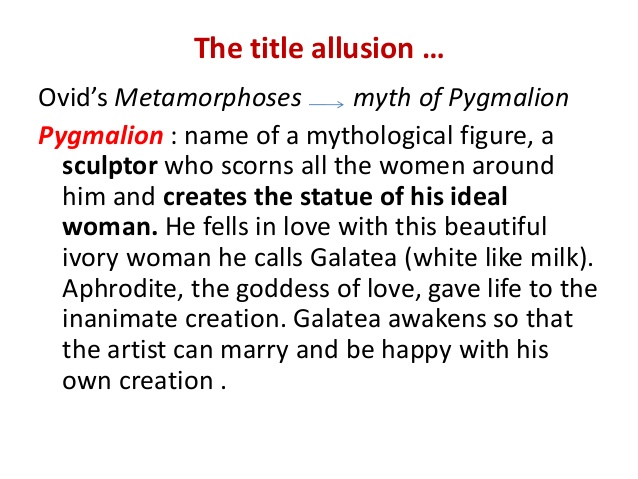 The title allusion …
Ovid’s Metamorphoses → myth of Pygmalion
Pygmalion : name of a mythological figure, a
sculptor who scorns all the women around
him and creates the statue of his ideal
woman. He fells in love with this beautiful
ivory woman he calls Galatea (white like milk).
Aphrodite, the goddess of love, gave life to the
inanimate creation. Galatea awakens so that
the artist can marry and be happy with his
own creation .